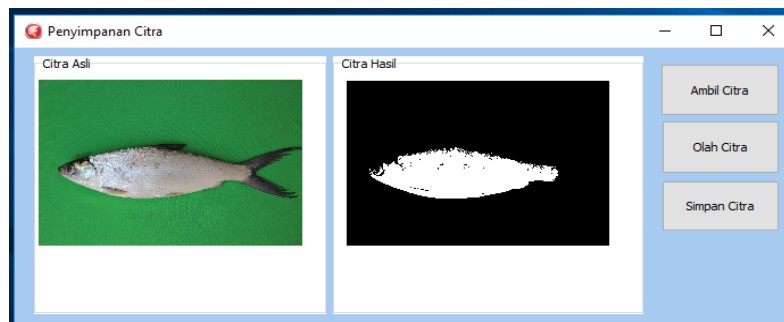 Penyimpanan Citra
Citra Asli
Citra Hasil
Ambil Citra
Olah Citra
Simpan Citra